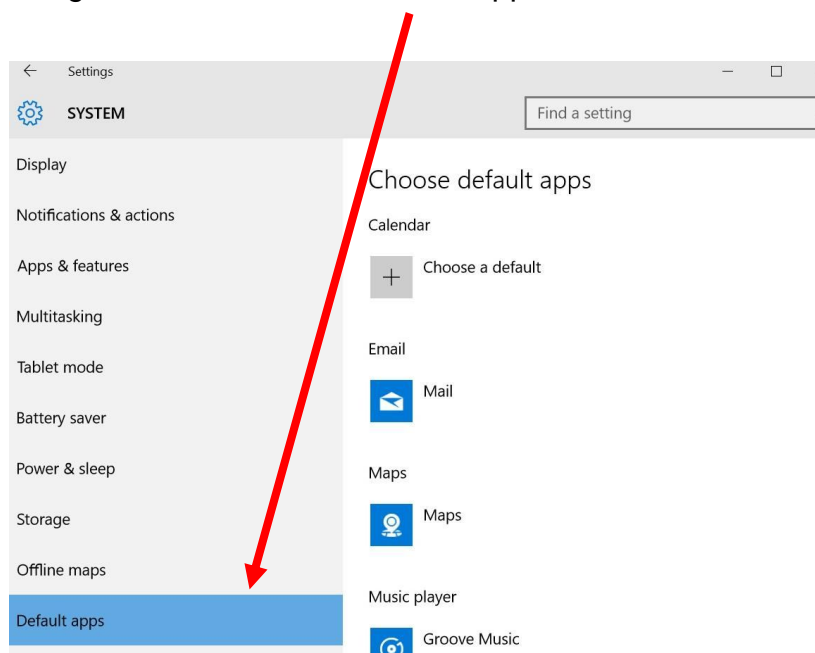 Settings
SYSTEM
Find a setting
Display
Notifications & actions
Apps & features
Multitasking
Tablet mode
Battery saver
Power & sleep
Storage
Offline maps
Default apps
Choose default apps
Calendar
Choose a default
Email
Mail
Maps
Maps
Music player
Groove Music